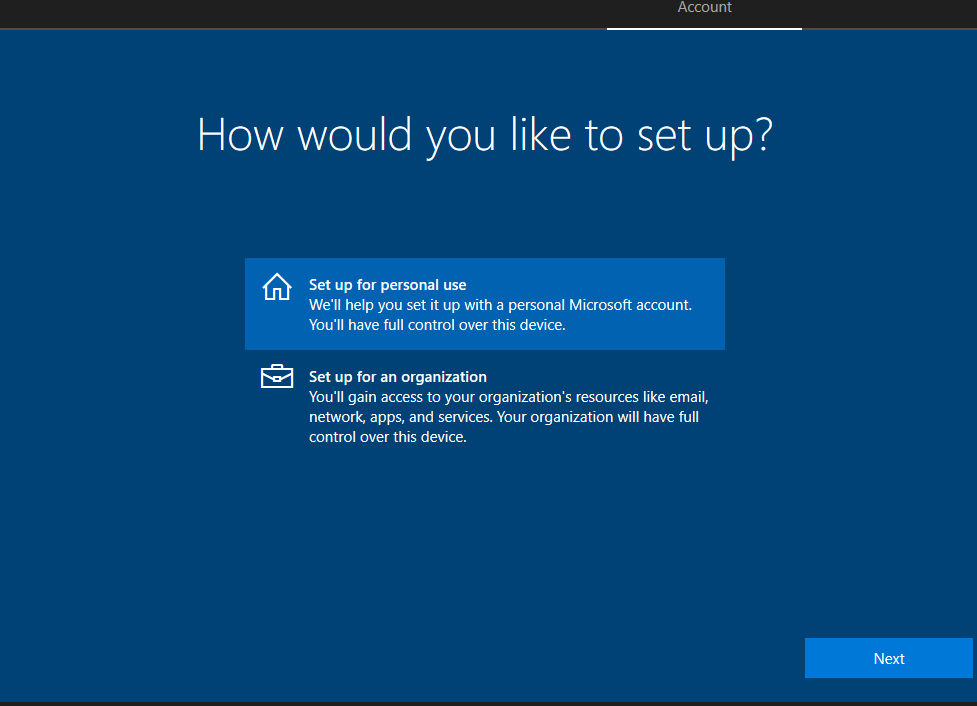 Account
How would you like to set up?
Set up for personal use
We'll help you set it up with a personal Microsoft account.
You'll have full control over this device.
Set up for an organization
You'll gain access to your organization's resources like email,
network, apps, and services. Your organization will have full
control over this device.
Next